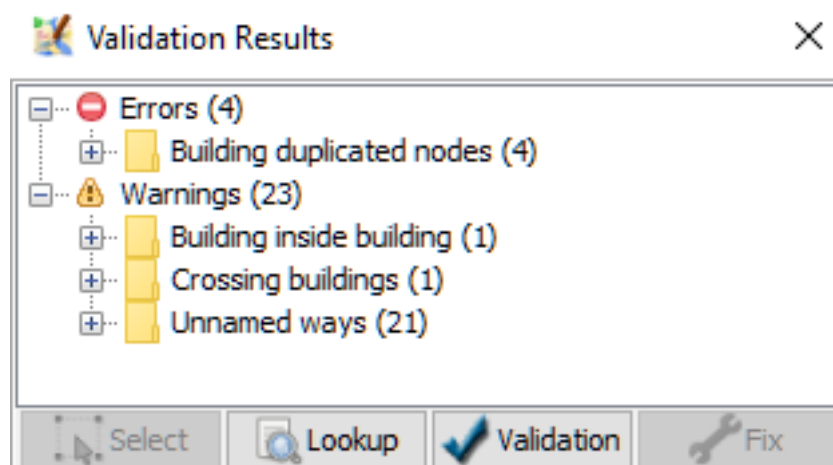 Validation Results
Errors (4)
Building duplicated nodes (4)
Warnings (23)
Building inside building (1)
Crossing buildings (1)
Unnamed ways (21)
Select Lookup Validation Fix